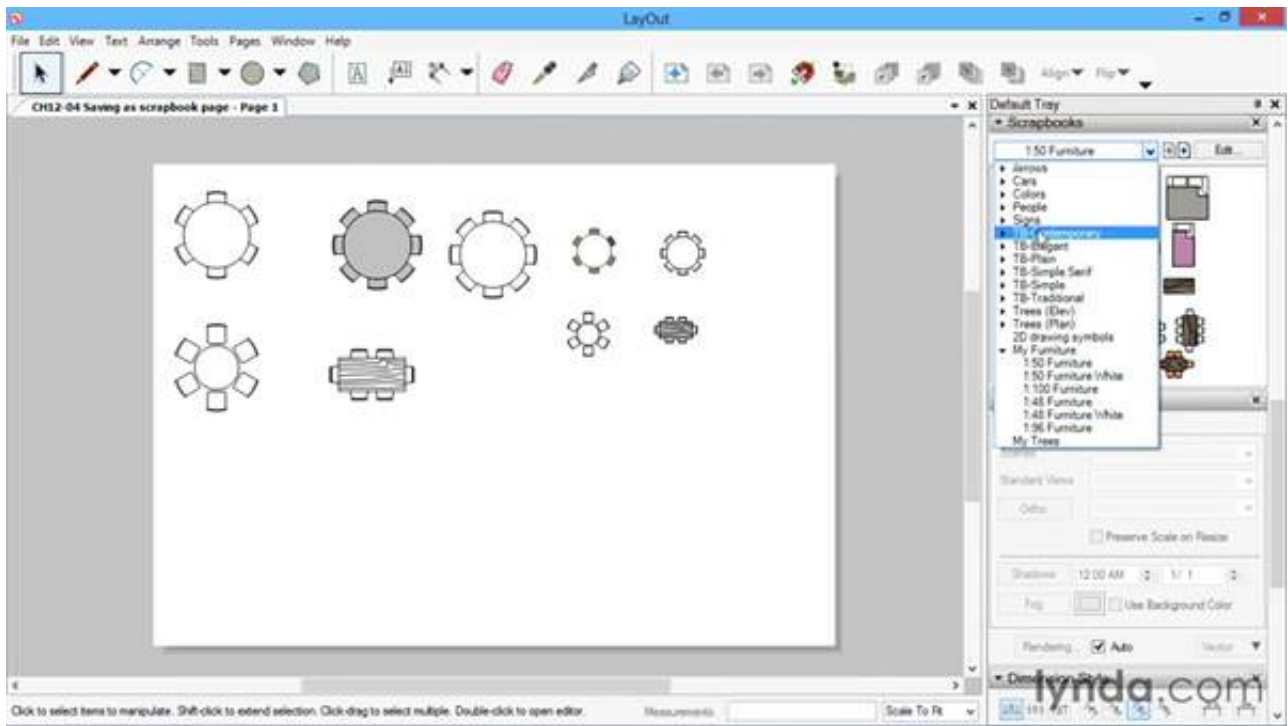 LayOut
File Edit View Text Arrange Tools Pages Window Help
Align Flip
CH12-04 Saving as scrapbook page - Page 1
Default Tray
Scrapbooks
1:50 Furniture Edit...
Arrows
Cars
Colors
People
Signs
TB-Contemporary
TB-Elegant
TB-Plain
TB-Simple Serif
TB-Simple
TB-Traditional
Trees (Elev)
Trees (Plan)
2D drawing symbols
My Furniture
1:50 Furniture
1:50 Furniture White
1:100 Furniture
1:48 Furniture
1:48 Furniture White
1:96 Furniture
My Trees
Standard Views
Ortho
Preserve Scale on Resize
Shadows 12:00 AM 1/ 1
Fog Use Background Color
Rendering Auto Vector
Dimension Style
lynda.com
Click to select items to manipulate. Shift-click to extend selection. Click-drag to select multiple. Double-click to open editor. Measurements Scale To Fit